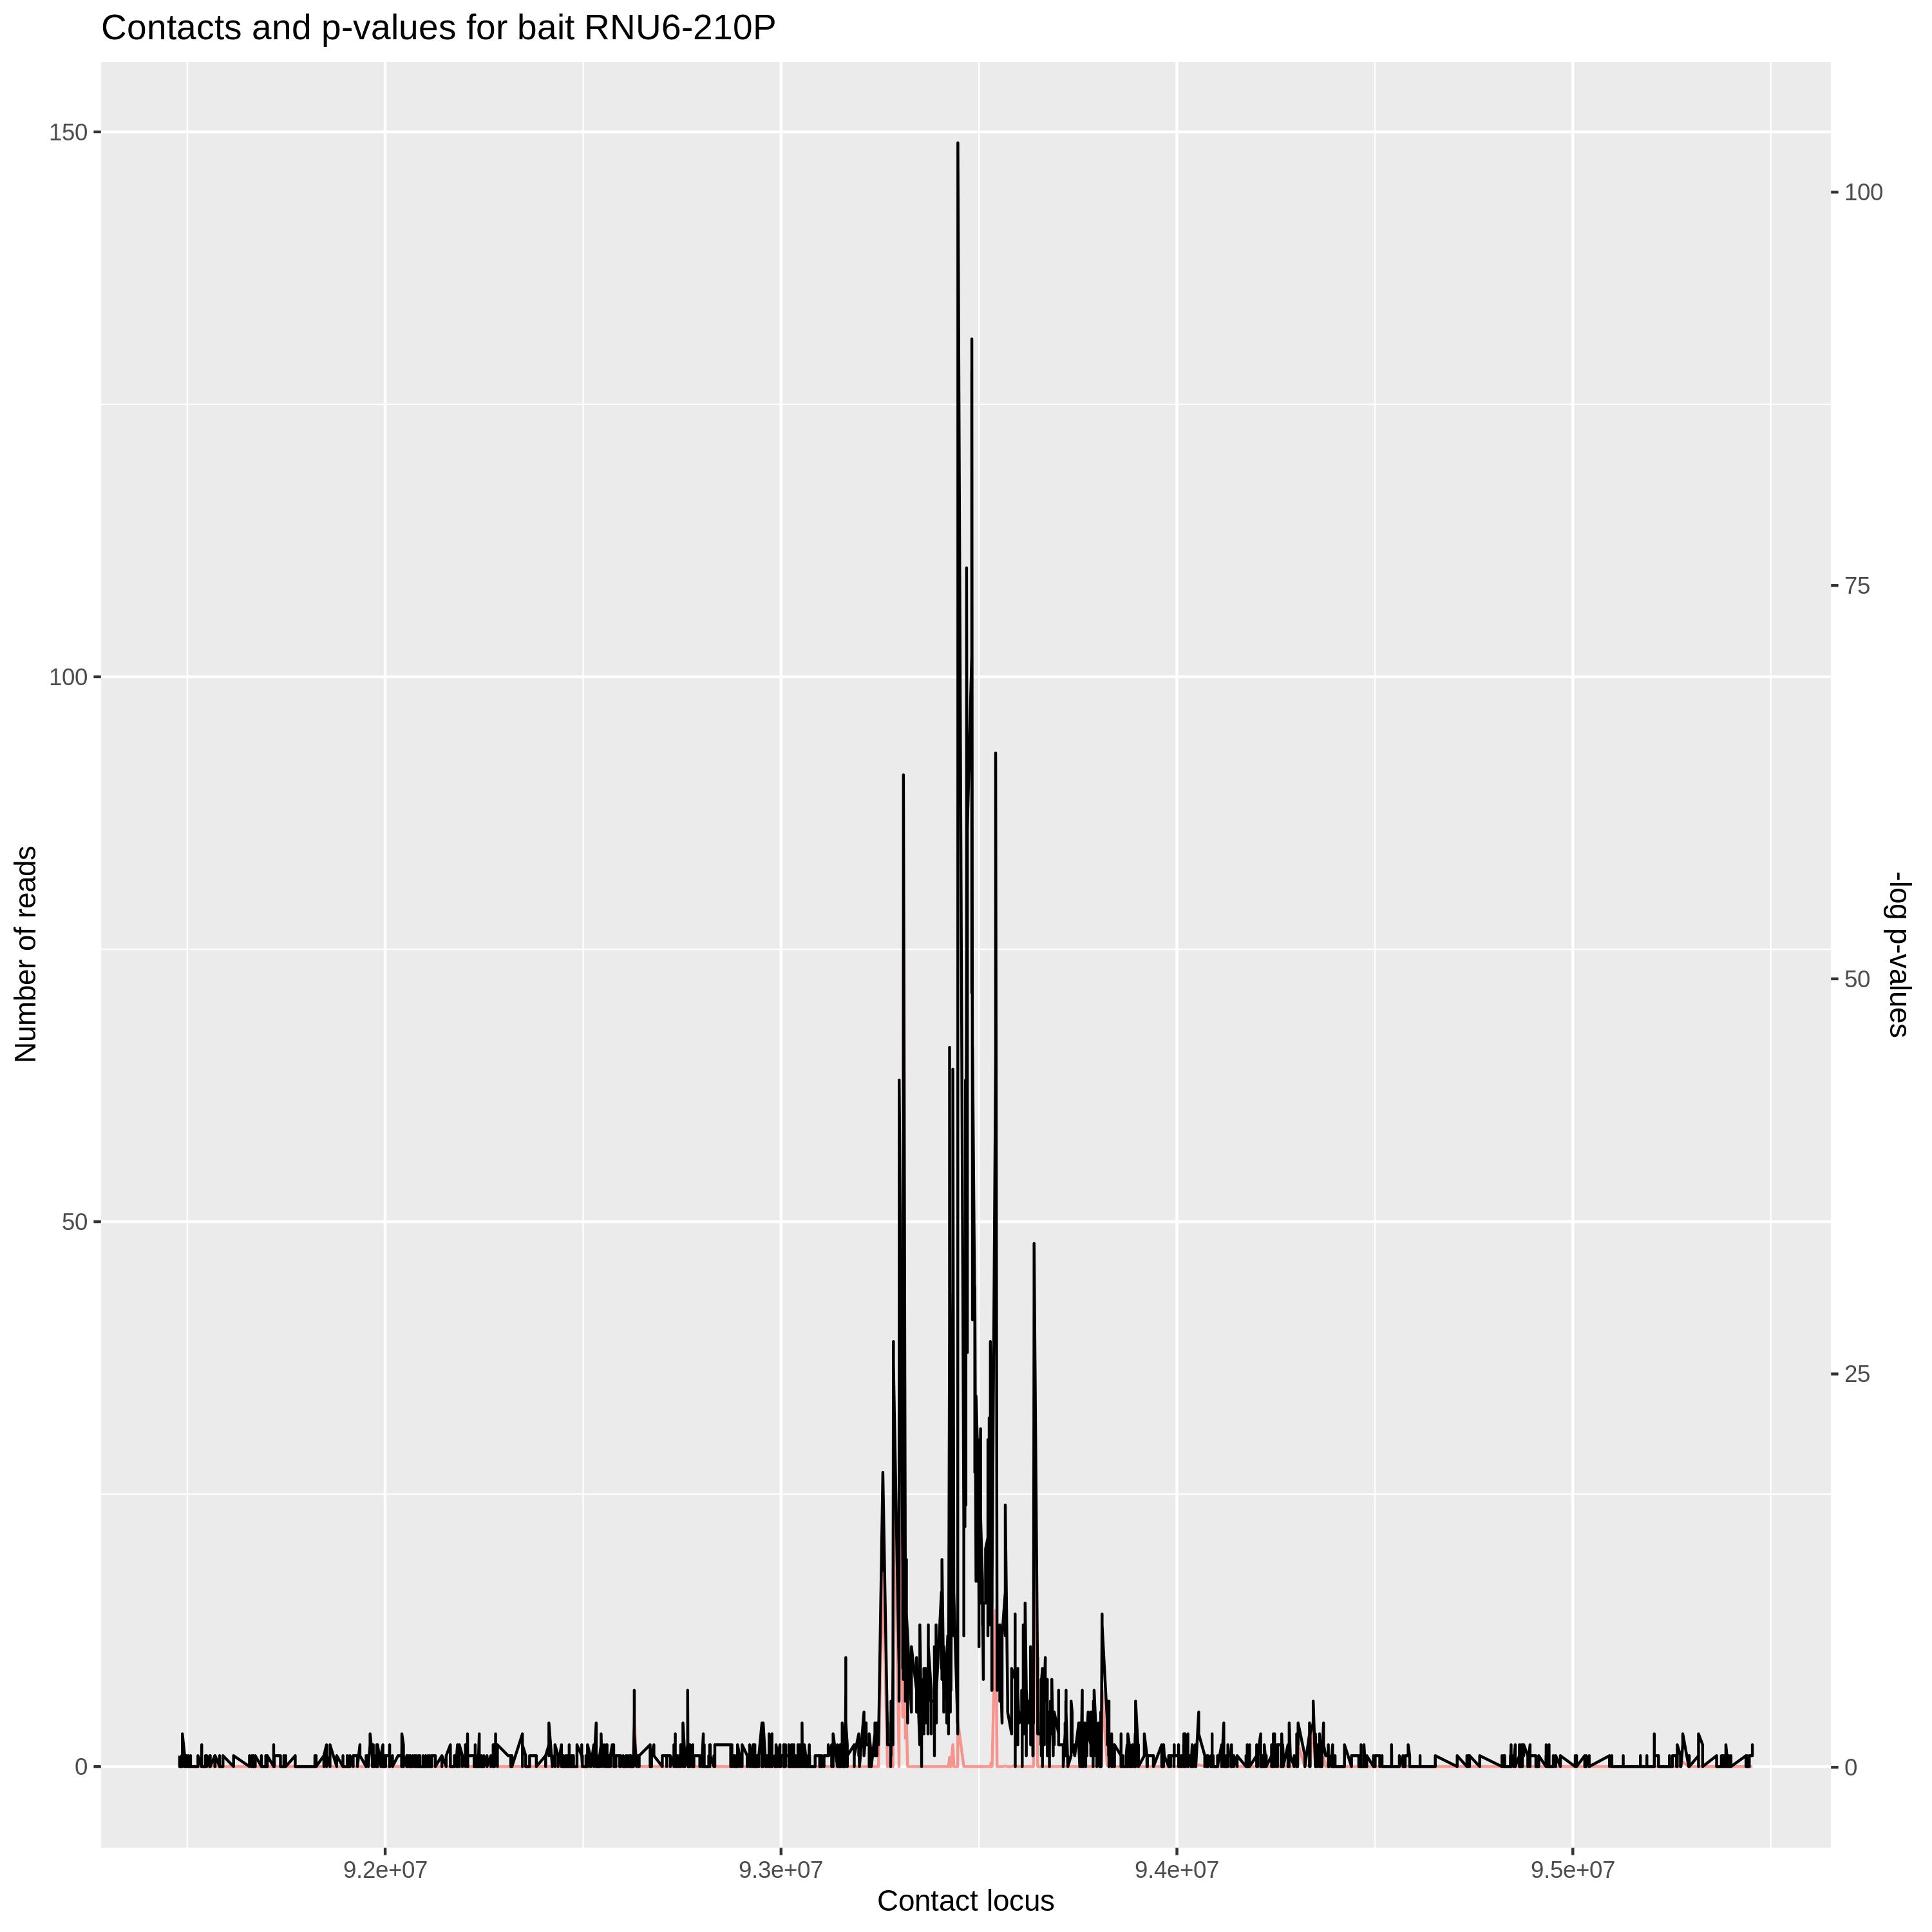 Contacts and p-values for bait RNU6-210P
150
100
50
0
Number of reads
100
75
50
25
0
-log p-values
9.2e+07
9.3e+07
9.4e+07
9.5e+07
Contact locus